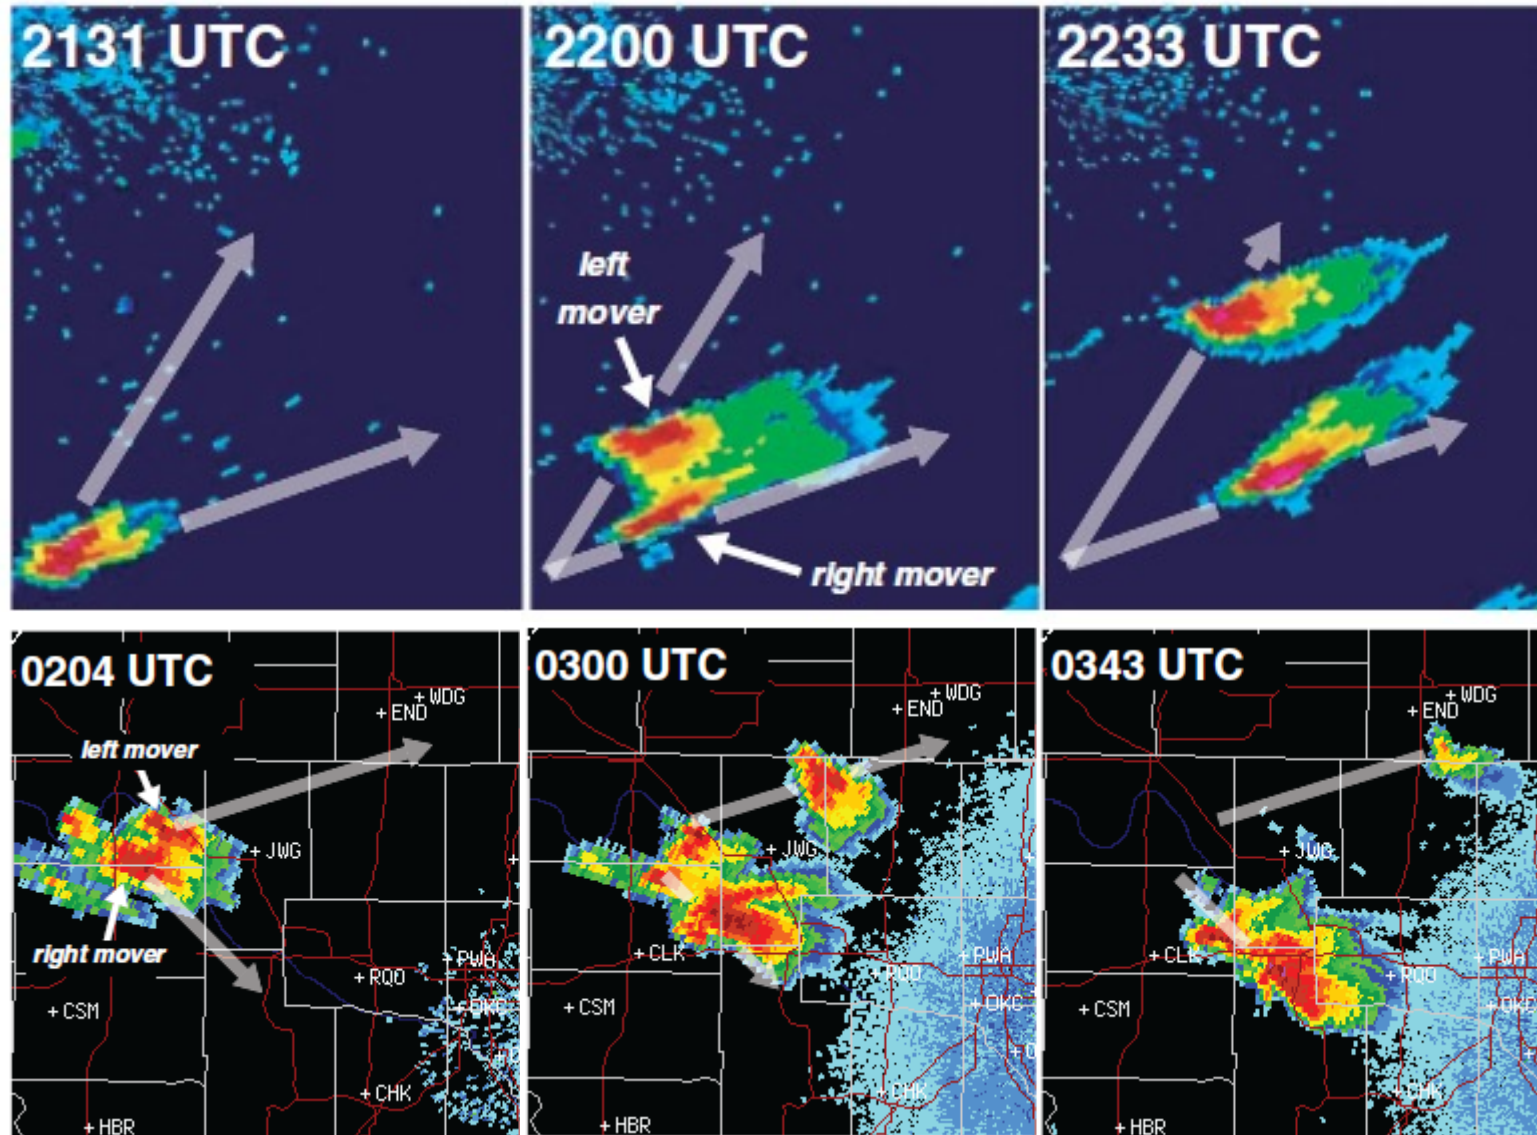 2131 UTC
2200 UTC
2233 UTC
left
mover
right mover
0204 UTC
left mover
right mover
+WDG
+END
+JWG
+PWA
+RQO
+OKC
+CSM
+CHK
+HBR
0300 UTC
+WDG
+END
+JWG
+CLK
+PWA
+RQO
+OKC
+CSM
+CHK
+HBR
0343 UTC
+WDG
+END
+JWG
+CLK
+PWA
+RQO
+OKC
+CSM
+CHK
+HBR